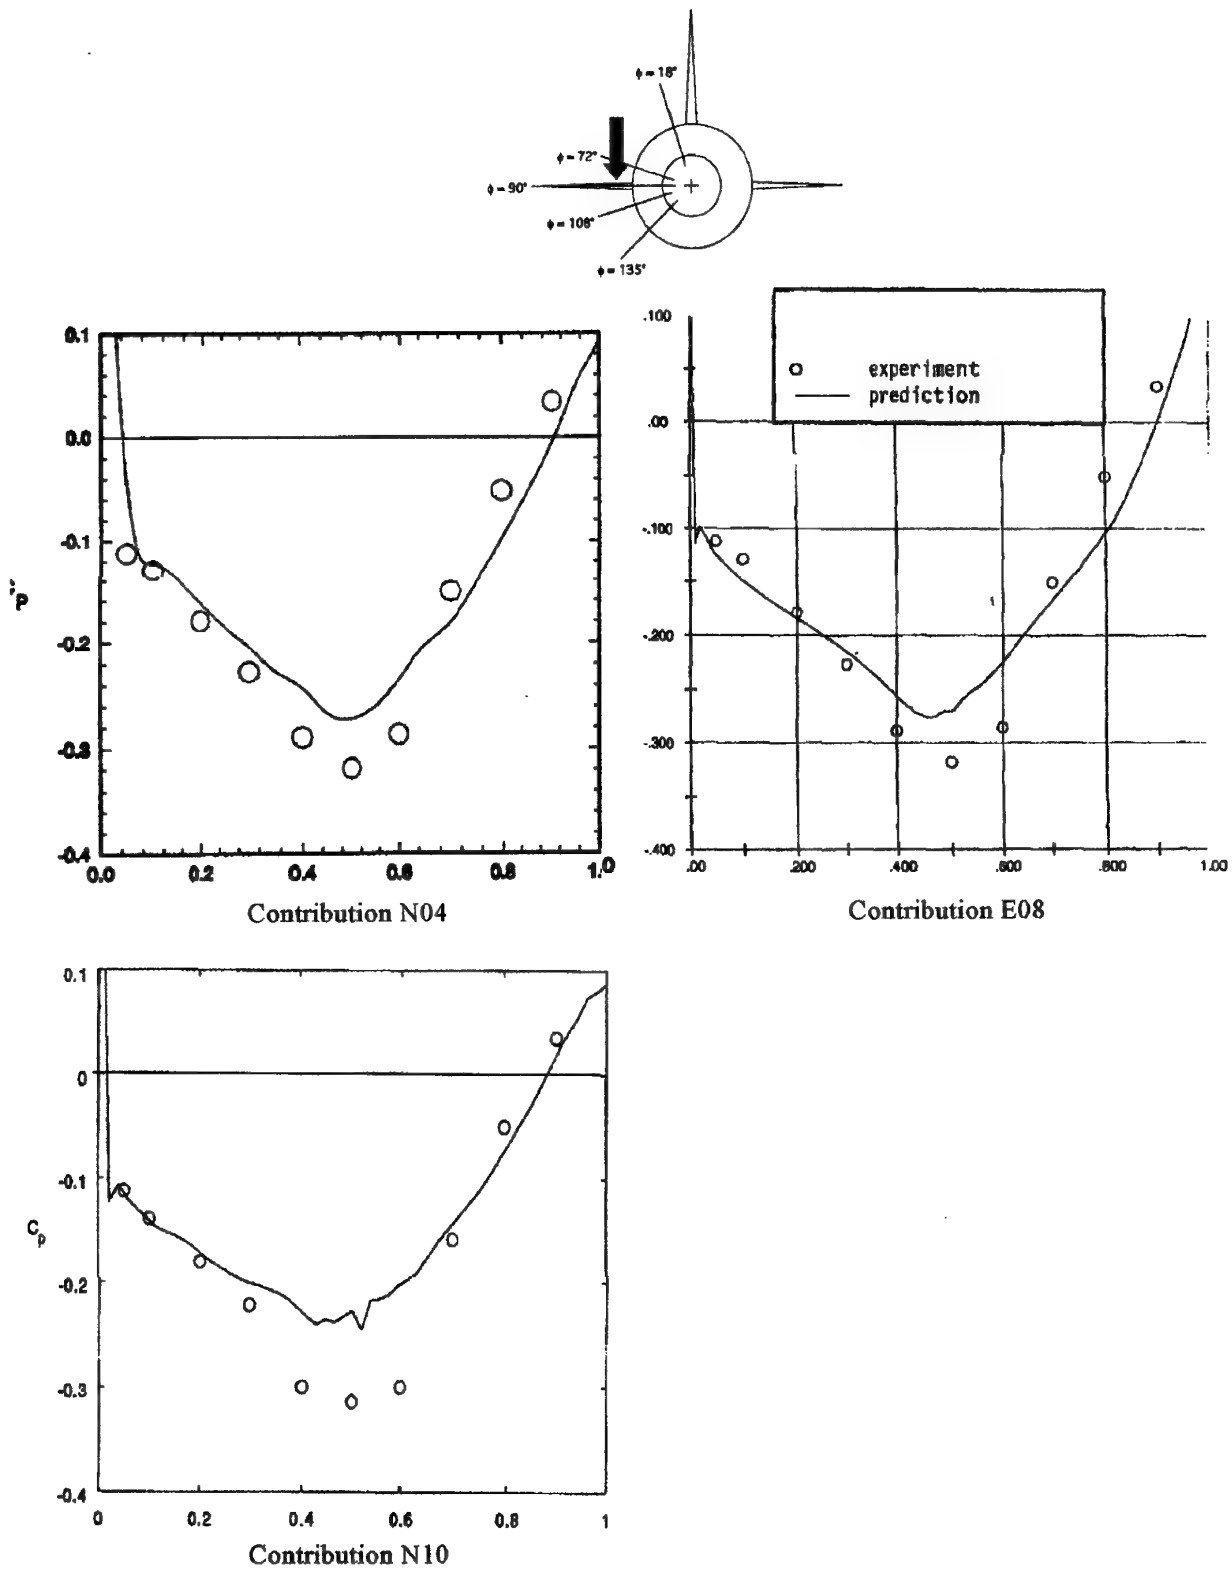 ϕ = 18°
ϕ = 72°
ϕ = 90°
ϕ = 108°
ϕ = 135°
0.1
0.0
-0.1
-0.2
-0.3
-0.4
0.0 0.2 0.4 0.6 0.8 1.0
Contribution N04
.100
.00
-.100
-.200
-.300
-.400
.00 .200 .400 .600 .800 1.00
experiment
prediction
Contribution E08
0.1
0
-0.1
-0.2
-0.3
-0.4
Cp
0 0.2 0.4 0.6 0.8 1
Contribution N10